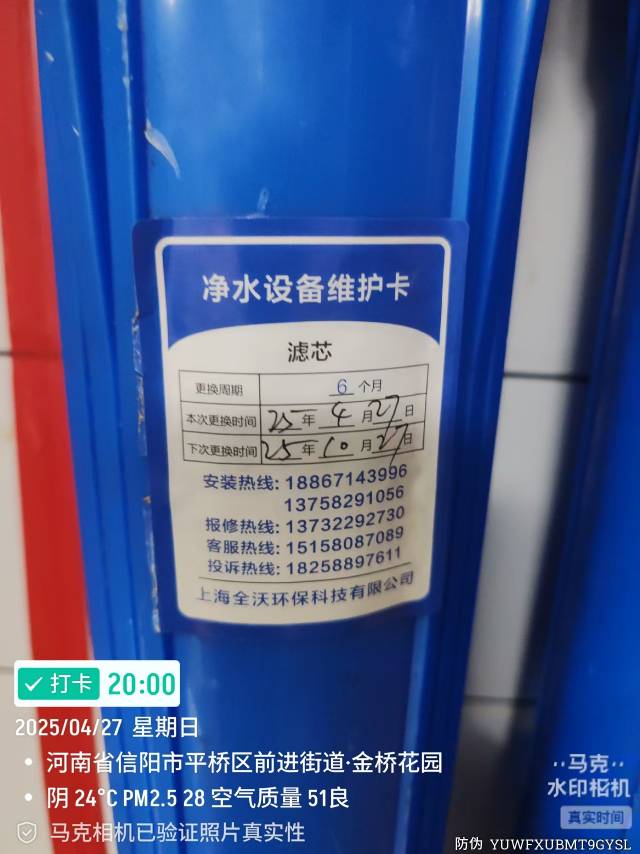 净水设备维护卡
滤芯
更换周期 6 个月
本次更换时间 25 年 4 月 27 日
下次更换时间 25 年 10 月 27 日
安装热线: 18867143996
13758291056
报修热线: 13732292730
客服热线: 15158087089
投诉热线: 18258897611
上海全沃环保科技有限公司
打卡 20:00
2025/04/27 星期日
河南省信阳市平桥区前进街道·金桥花园
阴 24°C PM2.5 28 空气质量 51良
马克相机已验证照片真实性
马克
水印相机
真实时间
防伪 YUWFXUBMT9GYSL